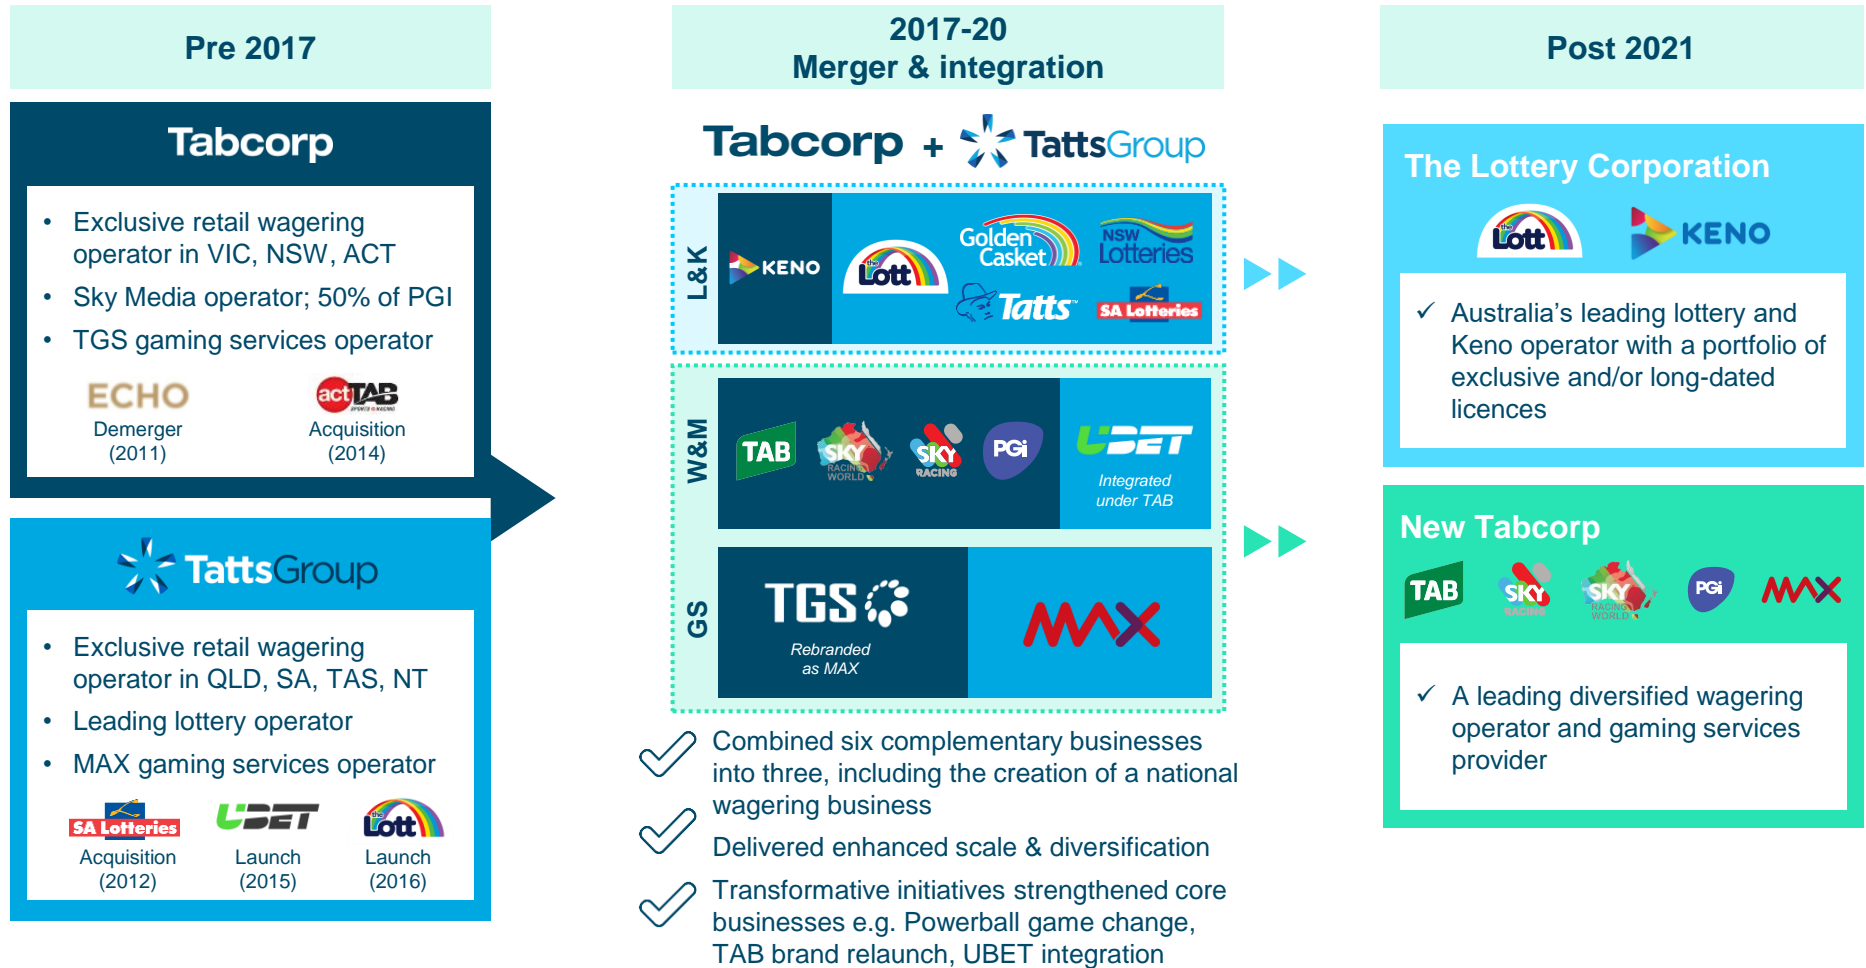 Pre 2017
Tabcorp
• Exclusive retail wagering
operator in VIC, NSW, ACT
• Sky Media operator; 50% of PGI
• TGS gaming services operator
ECHO
Demerger
(2011)
actTAB
SPORTS & RACING
Acquisition
(2014)
TattsGroup
• Exclusive retail wagering
operator in QLD, SA, TAS, NT
• Leading lottery operator
• MAX gaming services operator
SA Lotteries
Acquisition
(2012)
UBET
Launch
(2015)
the Lott
Launch
(2016)
2017-20
Merger & integration
Tabcorp + TattsGroup
L&K
KENO
the Lott
Golden
Casket
NSW
Lotteries
Tatts™
SA Lotteries
W&M
TAB
SKY
RACING
WORLD
SKY
RACING
PGi
UBET
Integrated
under TAB
GS
TGS
Rebranded
as MAX
MAX
Combined six complementary businesses
into three, including the creation of a national
wagering business
Delivered enhanced scale & diversification
Transformative initiatives strengthened core
businesses e.g. Powerball game change,
TAB brand relaunch, UBET integration
Post 2021
The Lottery Corporation
the Lott
KENO
✓ Australia’s leading lottery and
Keno operator with a portfolio of
exclusive and/or long-dated
licences
New Tabcorp
TAB
SKY
RACING
SKY
RACING
WORLD
PGi
MAX
✓ A leading diversified wagering
operator and gaming services
provider